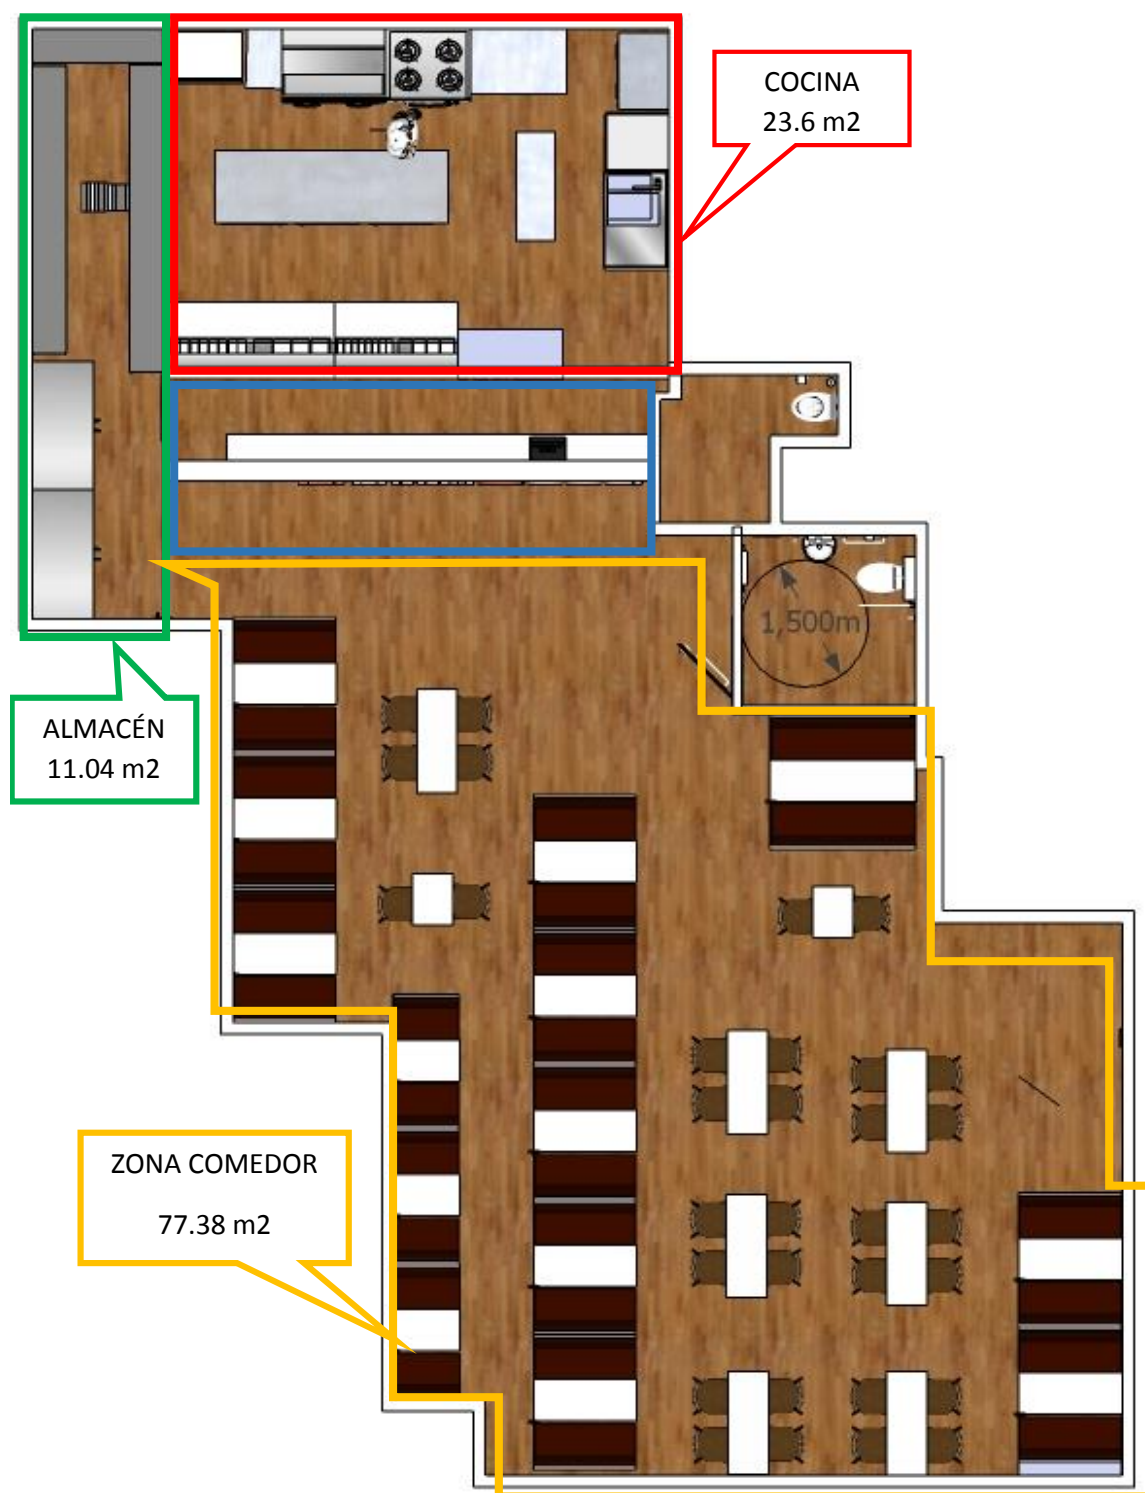 COCINA
23.6 m2
1,500m
ALMACÉN
11.04 m2
ZONA COMEDOR
77.38 m2